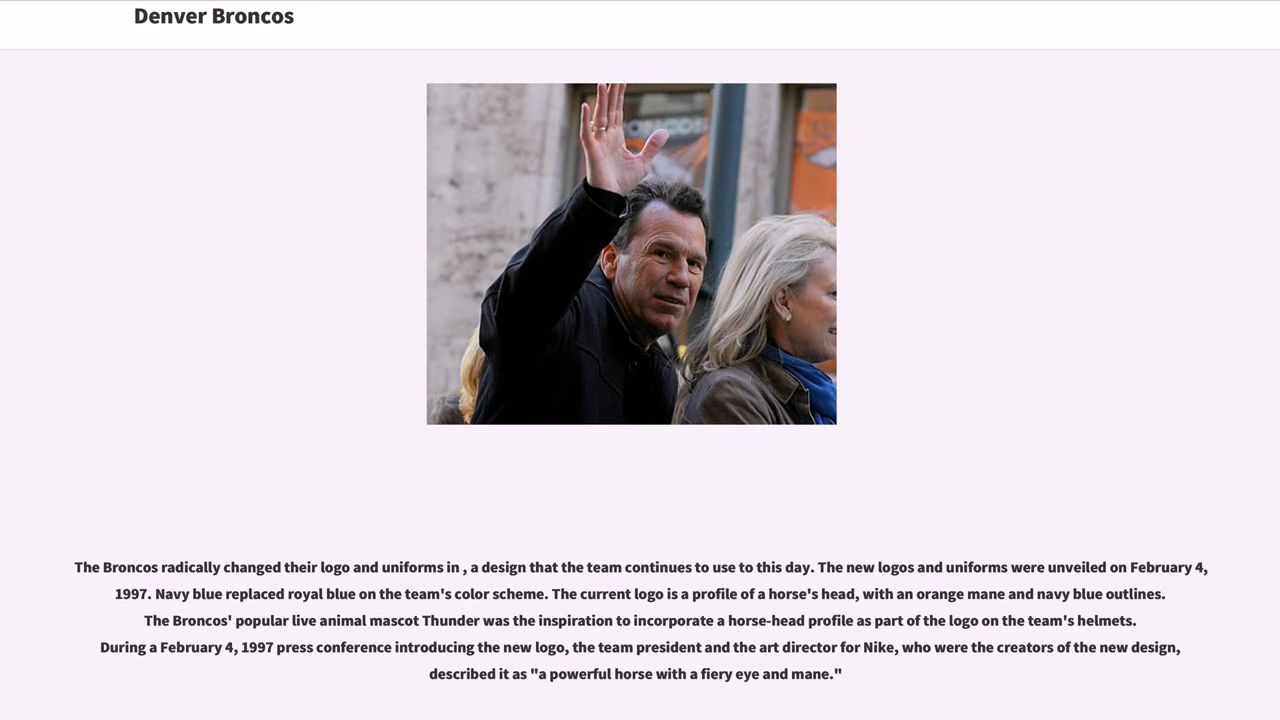 Denver Broncos
The Broncos radically changed their logo and uniforms in , a design that the team continues to use to this day. The new logos and uniforms were unveiled on February 4,
1997. Navy blue replaced royal blue on the team's color scheme. The current logo is a profile of a horse's head, with an orange mane and navy blue outlines.
The Broncos' popular live animal mascot Thunder was the inspiration to incorporate a horse-head profile as part of the logo on the team's helmets.
During a February 4, 1997 press conference introducing the new logo, the team president and the art director for Nike, who were the creators of the new design,
described it as "a powerful horse with a fiery eye and mane."